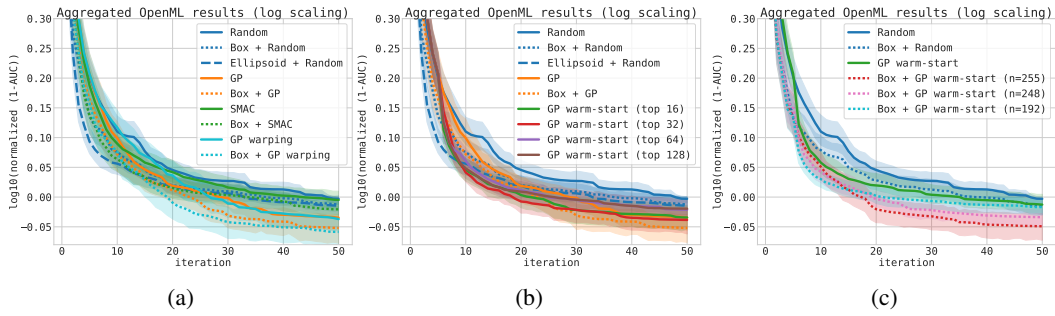 Aggregated OpenML results (log scaling)
log10(normalized (1-AUC))
0.30
0.25
0.20
0.15
0.10
0.05
0.00
−0.05
Random
Box + Random
Ellipsoid + Random
GP
Box + GP
SMAC
Box + SMAC
GP warping
Box + GP warping
0 10 20 30 40 50
iteration
(a)
Aggregated OpenML results (log scaling)
log10(normalized (1-AUC))
0.30
0.25
0.20
0.15
0.10
0.05
0.00
−0.05
Random
Box + Random
Ellipsoid + Random
GP
Box + GP
GP warm-start (top 16)
GP warm-start (top 32)
GP warm-start (top 64)
GP warm-start (top 128)
0 10 20 30 40 50
iteration
(b)
Aggregated OpenML results (log scaling)
log10(normalized (1-AUC))
0.30
0.25
0.20
0.15
0.10
0.05
0.00
−0.05
Random
Box + Random
GP warm-start
Box + GP warm-start (n=255)
Box + GP warm-start (n=248)
Box + GP warm-start (n=192)
0 10 20 30 40 50
iteration
(c)